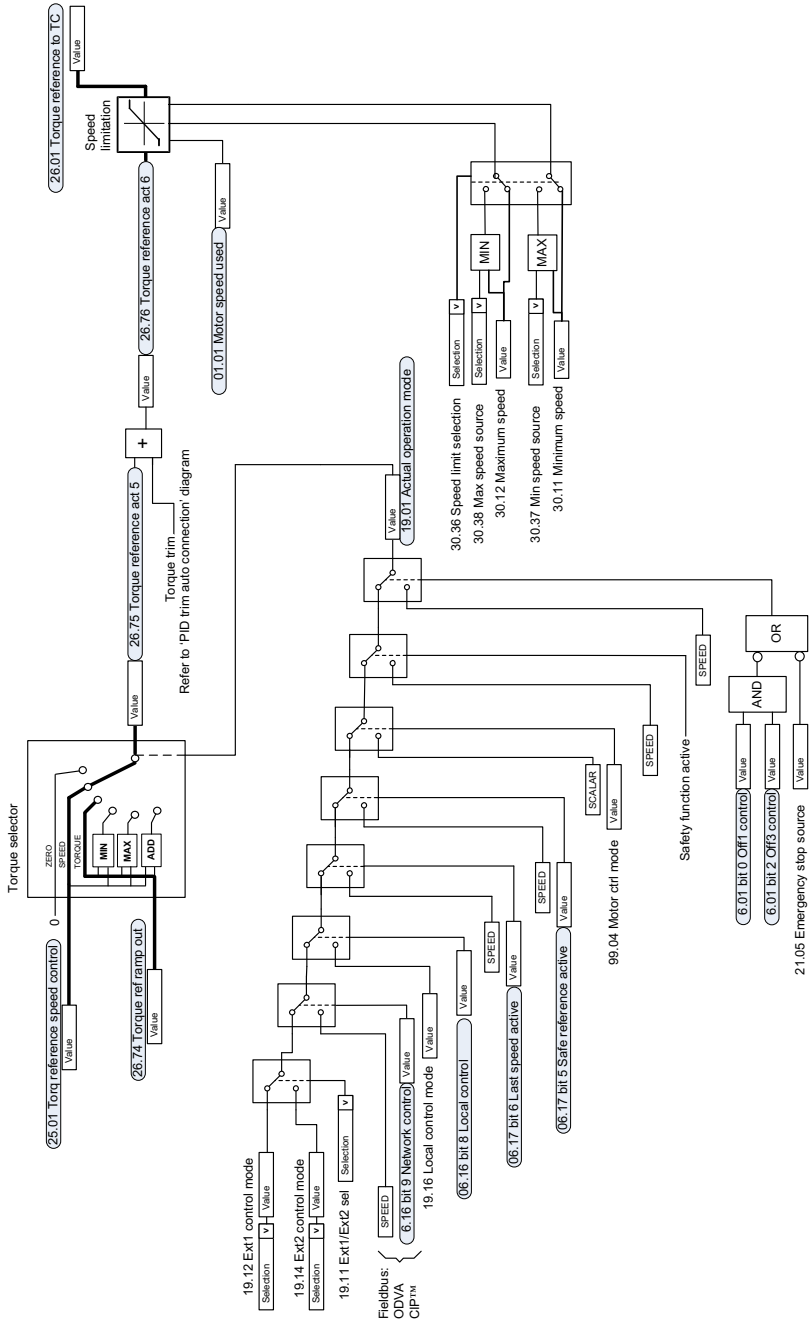 Torque selector
25.01 Torq reference speed control
Value
0
ZERO
SPEED
TORQUE
MIN
MAX
ADD
26.74 Torque ref ramp out
Value
Value
26.75 Torque reference act 5
Torque trim
Refer to 'PID trim auto connection' diagram
+
Value
26.76 Torque reference act 6
01.01 Motor speed used
Value
Speed
limitation
26.01 Torque reference to TC
Value
19.12 Ext1 control mode
Selection
v
Value
19.14 Ext2 control mode
Selection
v
Value
19.11 Ext1/Ext2 sel
Selection
v
Fieldbus:
ODVA
CIP™
SPEED
6.16 bit 9 Network control
Value
19.16 Local control mode
Value
06.16 bit 8 Local control
Value
SPEED
06.17 bit 6 Last speed active
Value
SPEED
06.17 bit 5 Safe reference active
Value
SCALAR
99.04 Motor ctrl mode
Value
SPEED
Safety function active
SPEED
6.01 bit 0 Off1 control
Value
6.01 bit 2 Off3 control
Value
AND
OR
21.05 Emergency stop source
Value
Value
19.01 Actual operation mode
30.36 Speed limit selection
Selection
v
30.38 Max speed source
Selection
v
30.12 Maximum speed
Value
MIN
30.37 Min speed source
Selection
v
30.11 Minimum speed
Value
MAX